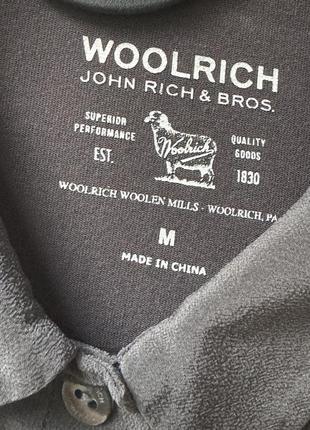 WOOLRICH
JOHN RICH & BROS.
SUPERIOR
PERFORMANCE
QUALITY
GOODS
Woolrich
EST.
1830
WOOLRICH WOOLEN MILLS · WOOLRICH, PA
M
MADE IN CHINA